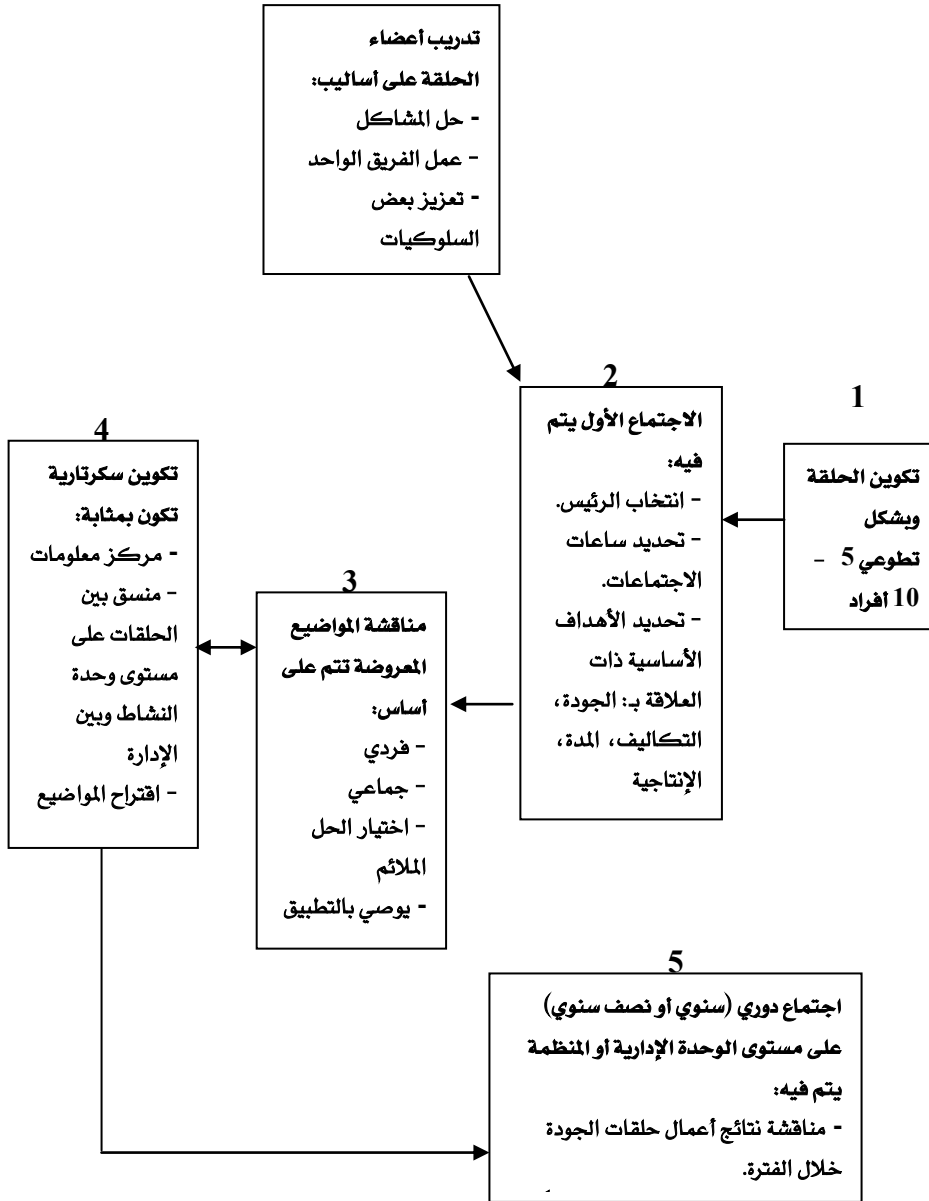 تدريب أعضاء
الحلقة على أساليب:
- حل المشاكل
- عمل الفريق الواحد
- تعزيز بعض
السلوكيات
1
تكوين الحلقة
وبشكل
تطوعي 5 -
10 أفراد
2
الاجتماع الأول يتم
فيه:
- انتخاب الرئيس.
- تحديد ساعات
الاجتماعات.
- تحديد الأهداف
الأساسية ذات
العلاقة بـ: الجودة،
التكاليف، المدة،
الإنتاجية
3
مناقشة المواضيع
المعروضة تتم على
أساس:
- فردي
- جماعي
- اختيار الحل
الملائم
- يوصي بالتطبيق
4
تكوين سكرتارية
تكون بمثابة:
- مركز معلومات
- منسق بين
الحلقات على
مستوى وحدة
النشاط وبين
الإدارة
- اقتراح المواضيع
5
اجتماع دوري (سنوي أو نصف سنوي)
على مستوى الوحدة الإدارية أو المنظمة
يتم فيه:
- مناقشة نتائج أعمال حلقات الجودة
خلال الفترة.